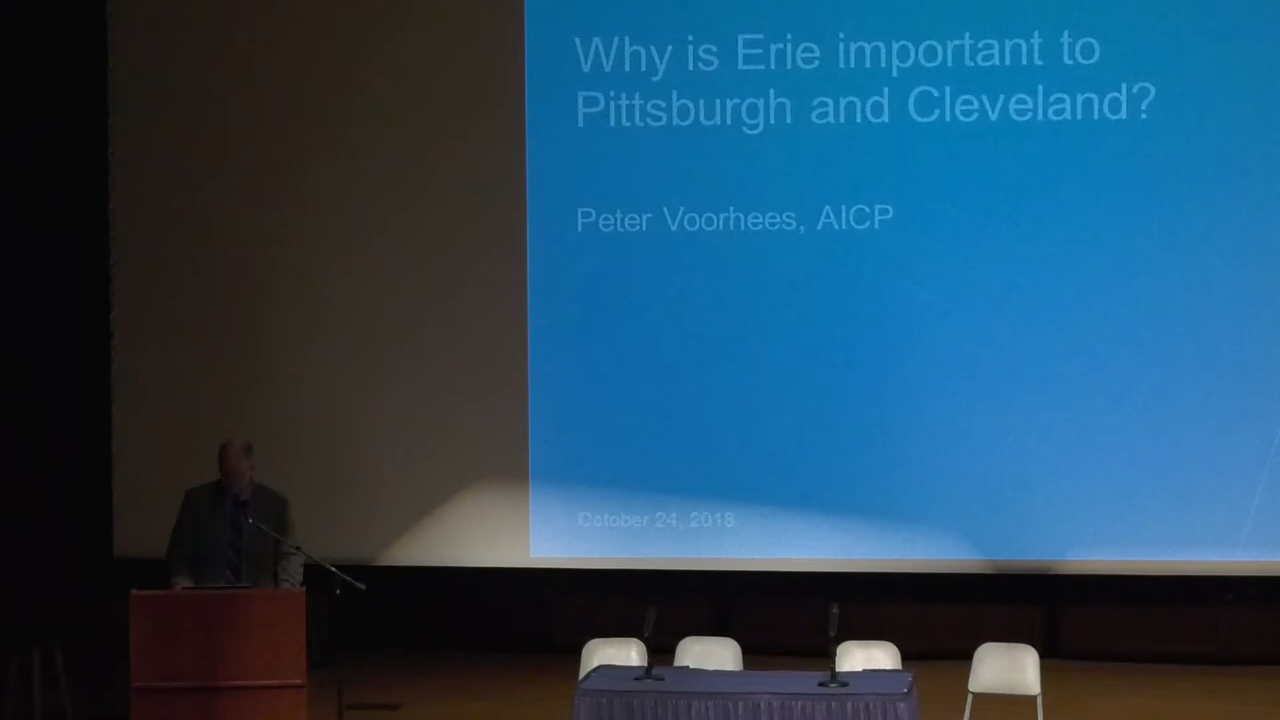 Why is Erie important to
Pittsburgh and Cleveland?
Peter Voorhees, AICP
October 24, 2018